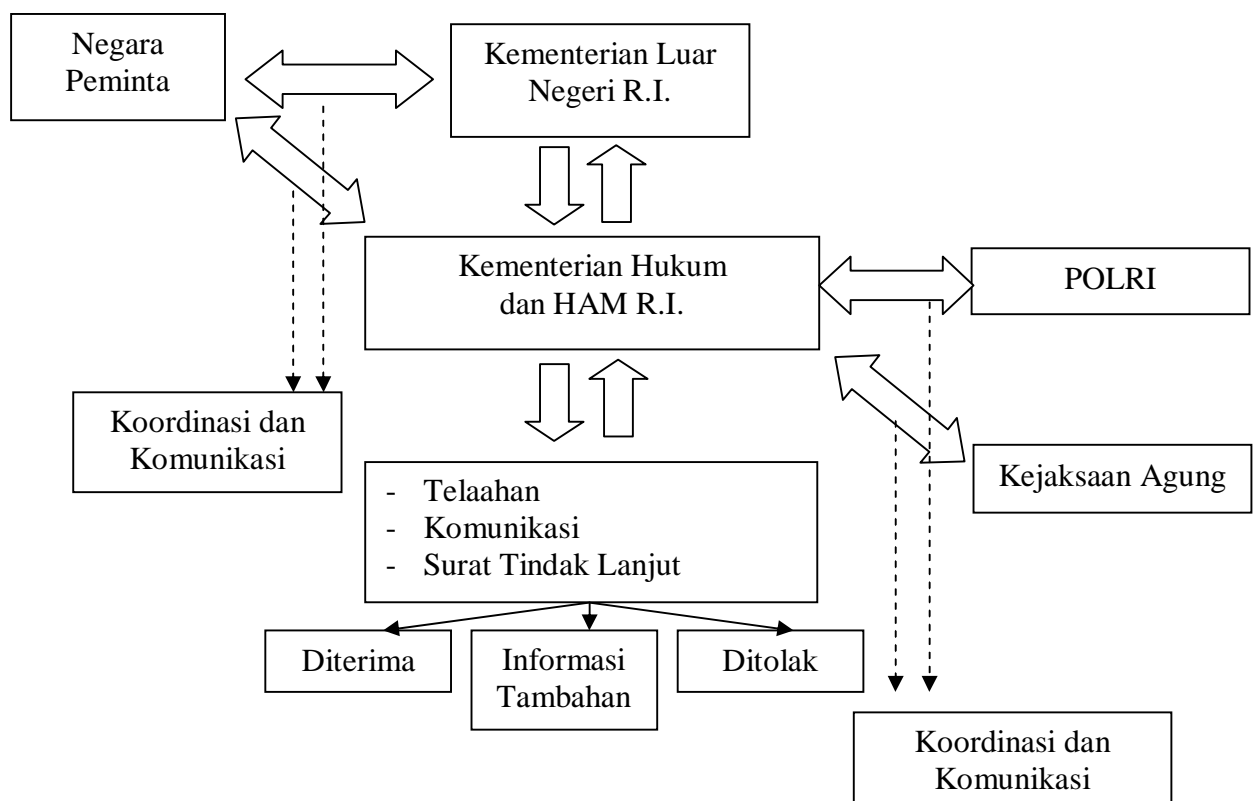 Negara
Peminta
Kementerian Luar
Negeri R.I.
Kementerian Hukum
dan HAM R.I.
POLRI
Koordinasi dan
Komunikasi
Kejaksaan Agung
- Telaahan
- Komunikasi
- Surat Tindak Lanjut
Diterima
Informasi
Tambahan
Ditolak
Koordinasi dan
Komunikasi